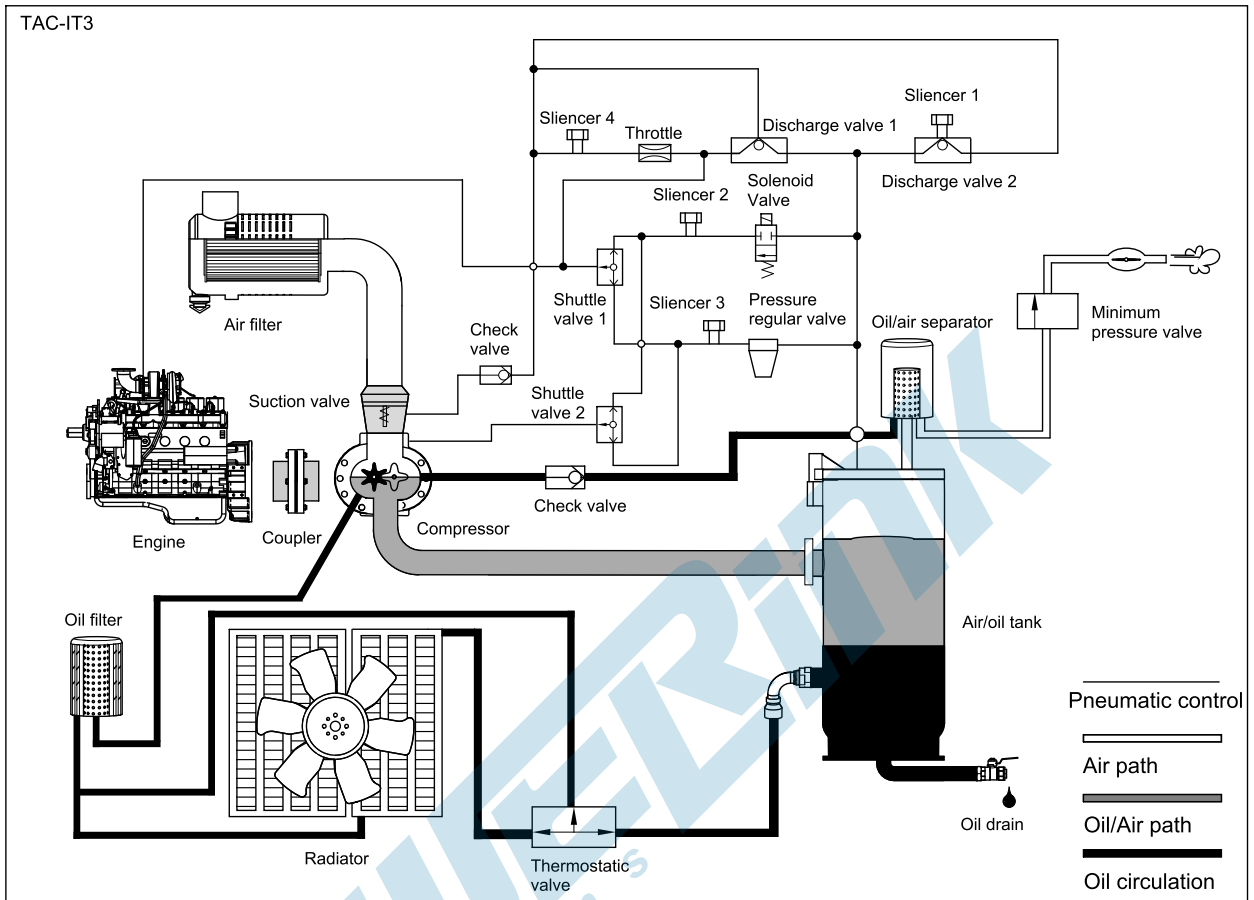 TAC-IT3
Sliencer 1
Sliencer 4
Throttle
Discharge valve 1
Solenoid
Valve
Discharge valve 2
Sliencer 2
Shuttle
valve 1
Sliencer 3
Pressure
regular valve
Air filter
Check
valve
Oil/air separator
Minimum
pressure valve
Suction valve
Shuttle
valve 2
Check valve
Engine
Coupler
Compressor
Oil filter
Air/oil tank
Radiator
Thermostatic
valve
Oil drain
Pneumatic control
Air path
Oil/Air path
Oil circulation